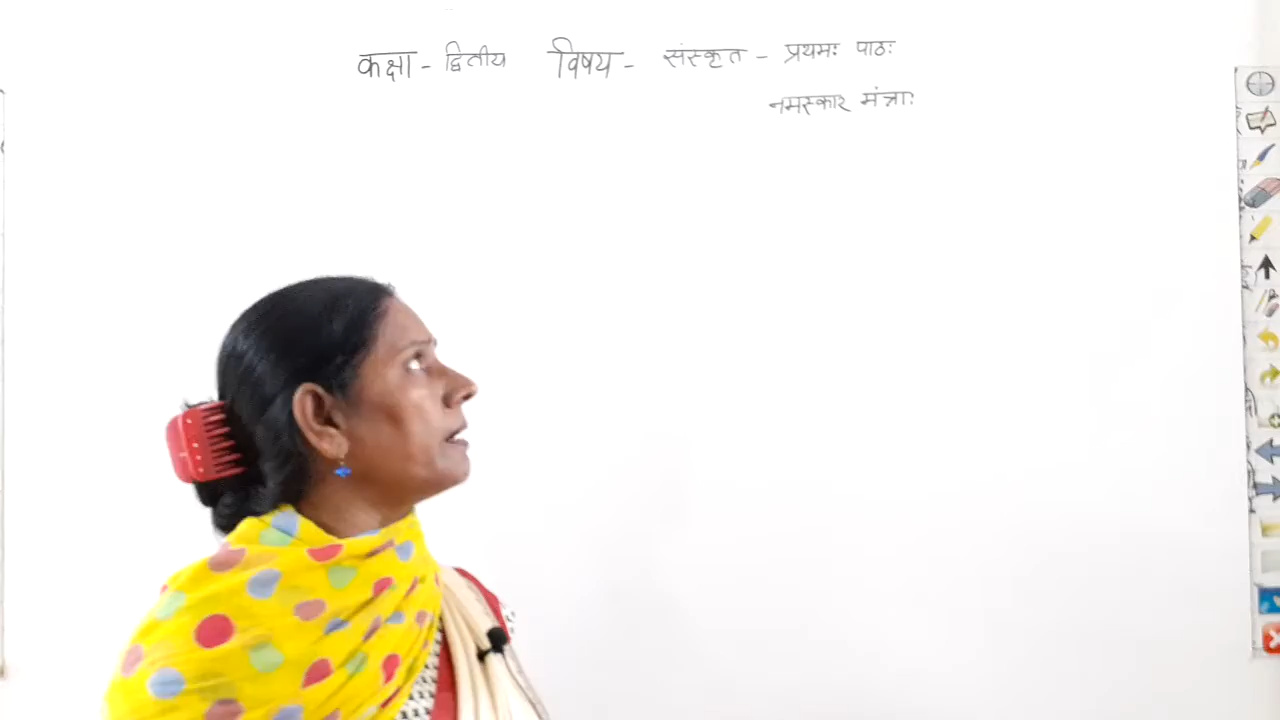 कक्षा - द्वितीय विषय - संस्कृत - प्रथमः पाठः
नमस्कार मंत्राः